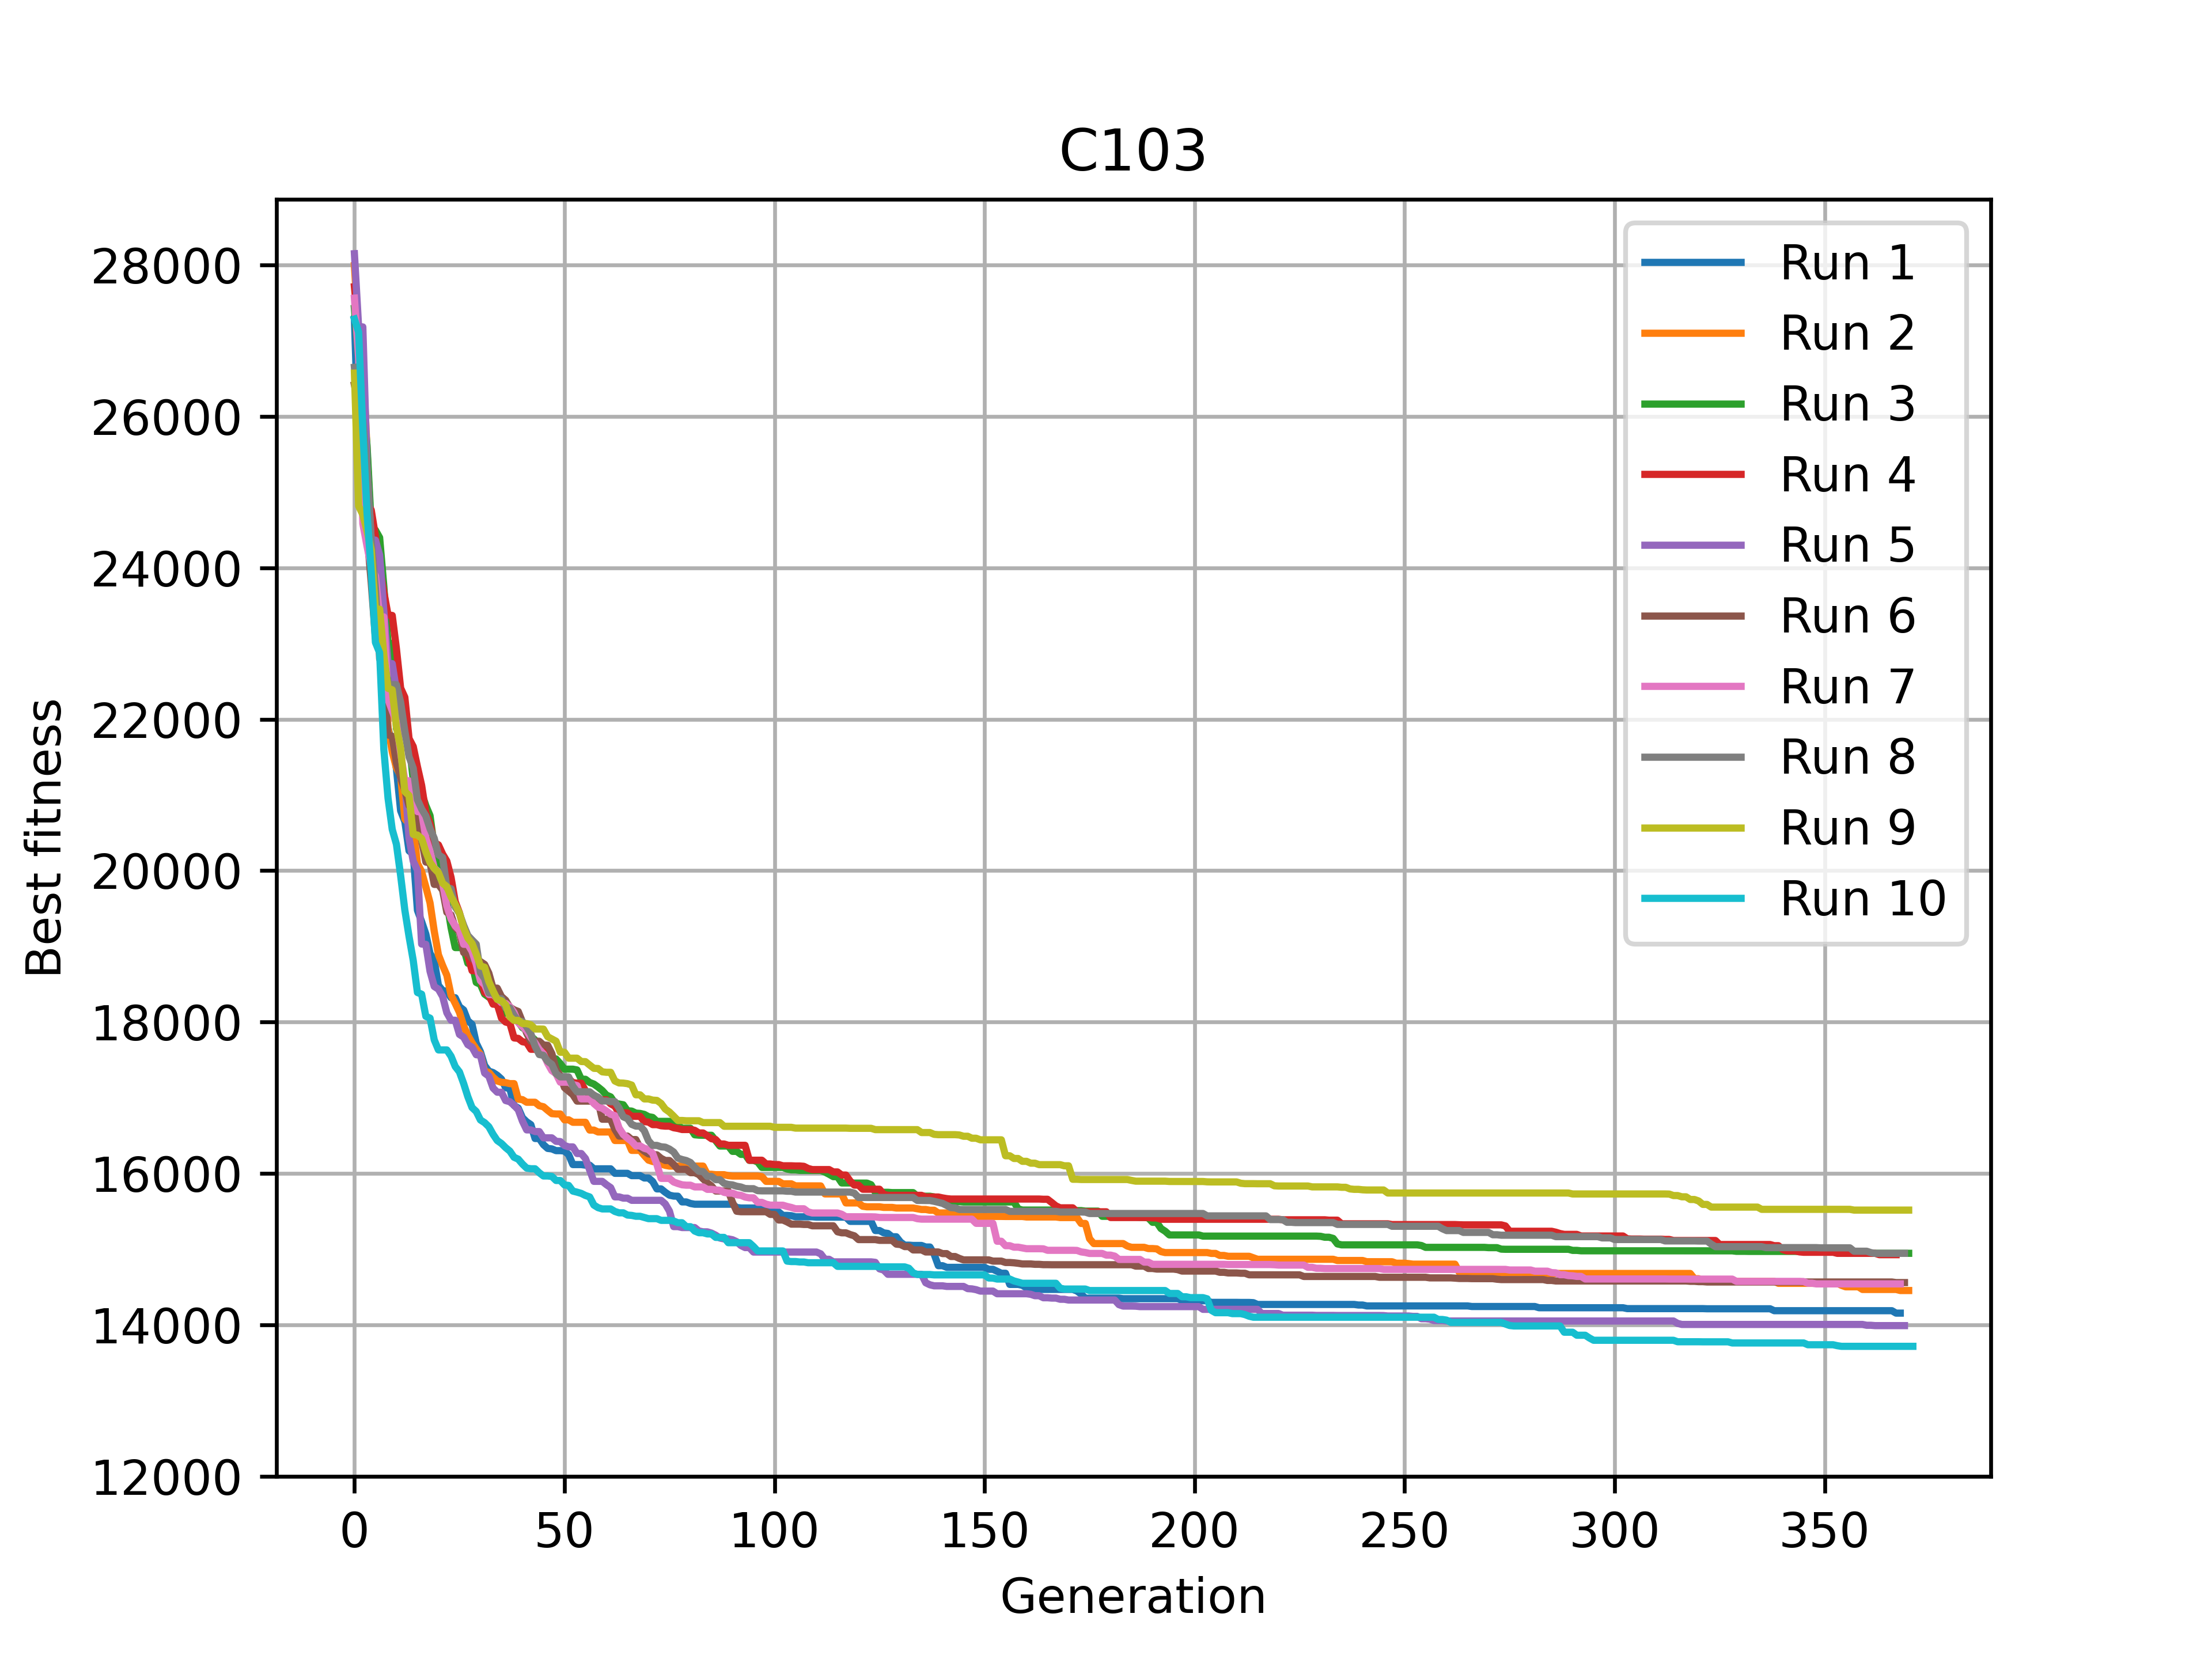 C103
28000
26000
24000
22000
20000
18000
16000
14000
12000
Best fitness
0 50 100 150 200 250 300 350
Generation
Run 1
Run 2
Run 3
Run 4
Run 5
Run 6
Run 7
Run 8
Run 9
Run 10